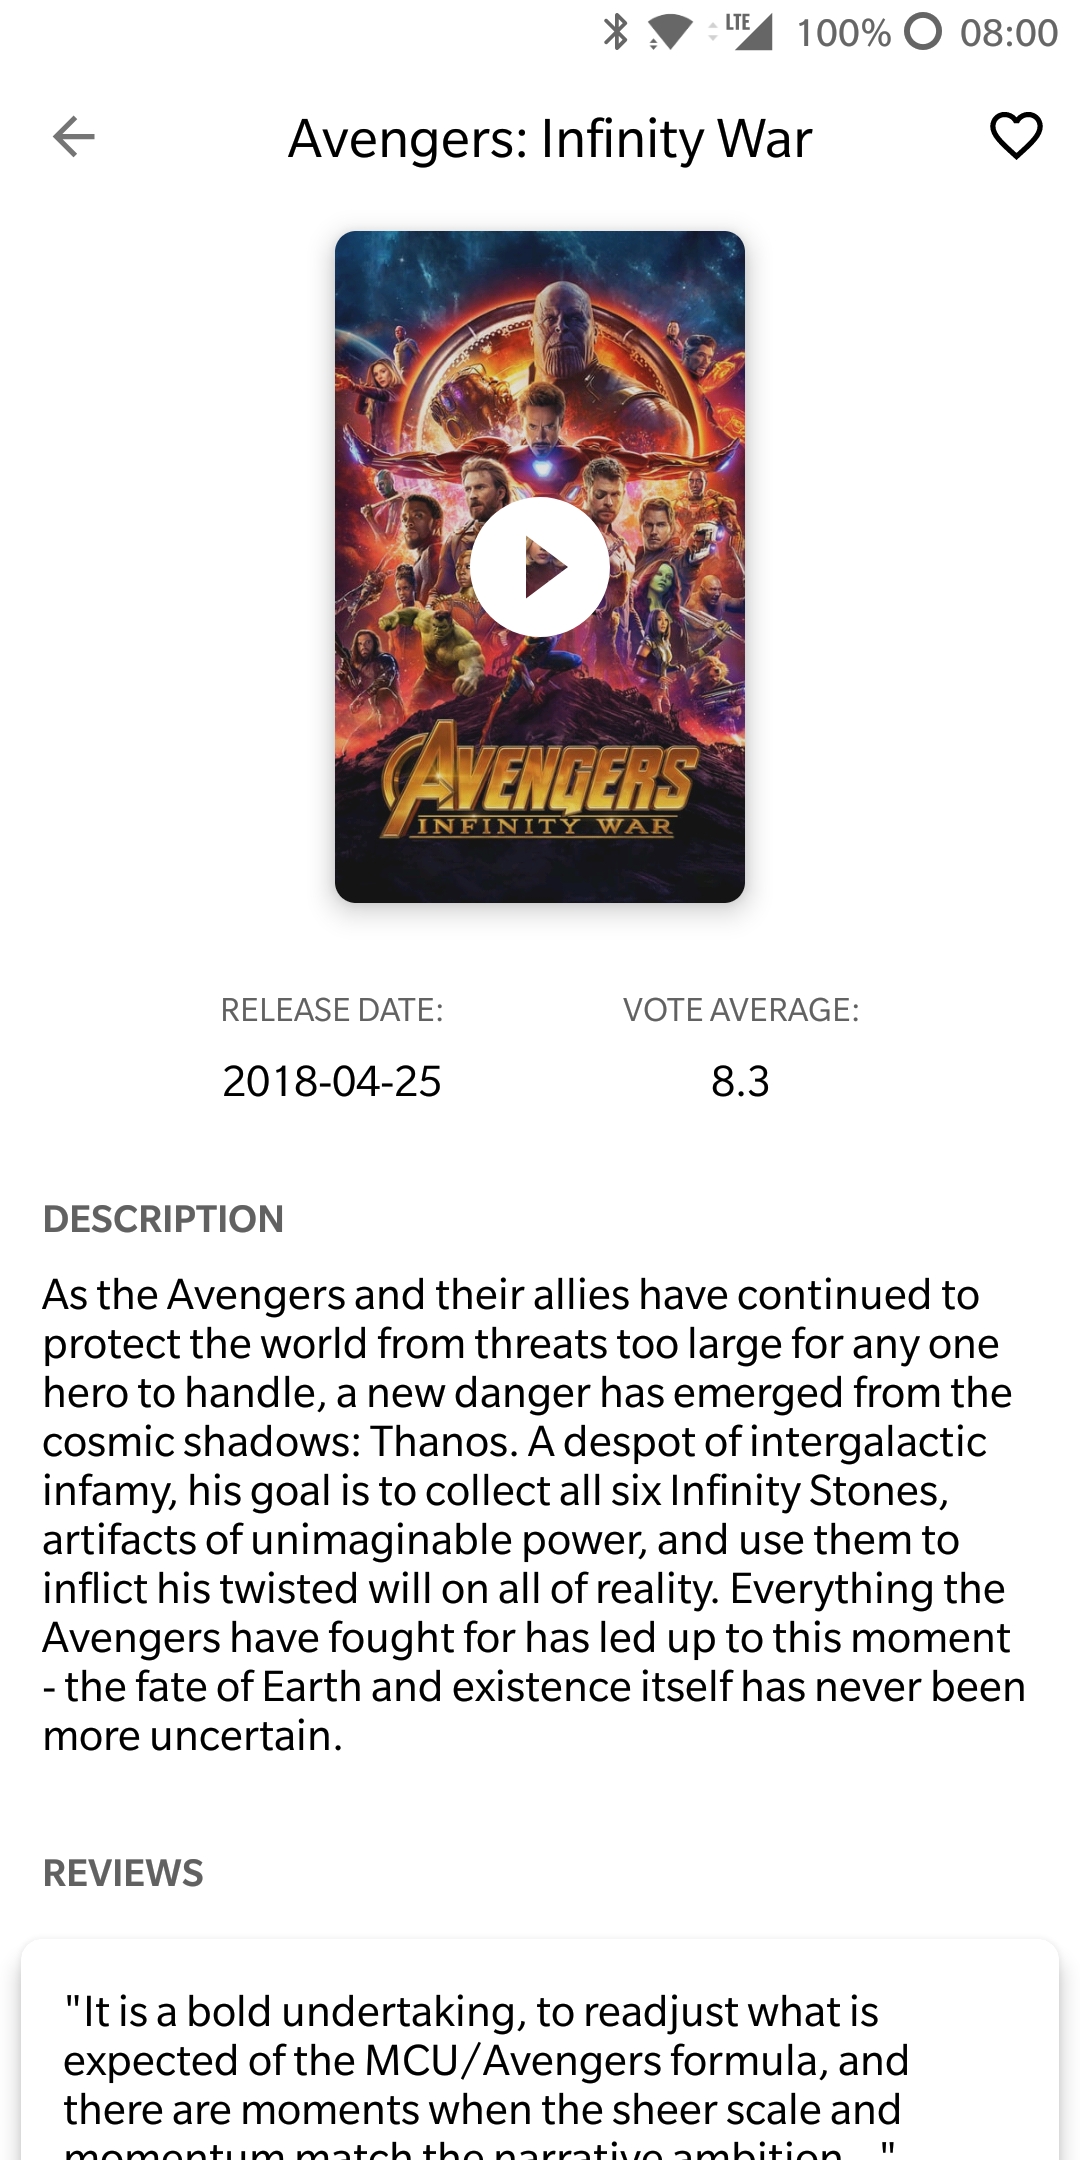 LTE 100% 08:00
Avengers: Infinity War
AVENGERS
INFINITY WAR
RELEASE DATE: VOTE AVERAGE:
2018-04-25 8.3
DESCRIPTION
As the Avengers and their allies have continued to
protect the world from threats too large for any one
hero to handle, a new danger has emerged from the
cosmic shadows: Thanos. A despot of intergalactic
infamy, his goal is to collect all six Infinity Stones,
artifacts of unimaginable power, and use them to
inflict his twisted will on all of reality. Everything the
Avengers have fought for has led up to this moment
- the fate of Earth and existence itself has never been
more uncertain.
REVIEWS
"It is a bold undertaking, to readjust what is
expected of the MCU/Avengers formula, and
there are moments when the sheer scale and
momentum match the narrative ambition..."